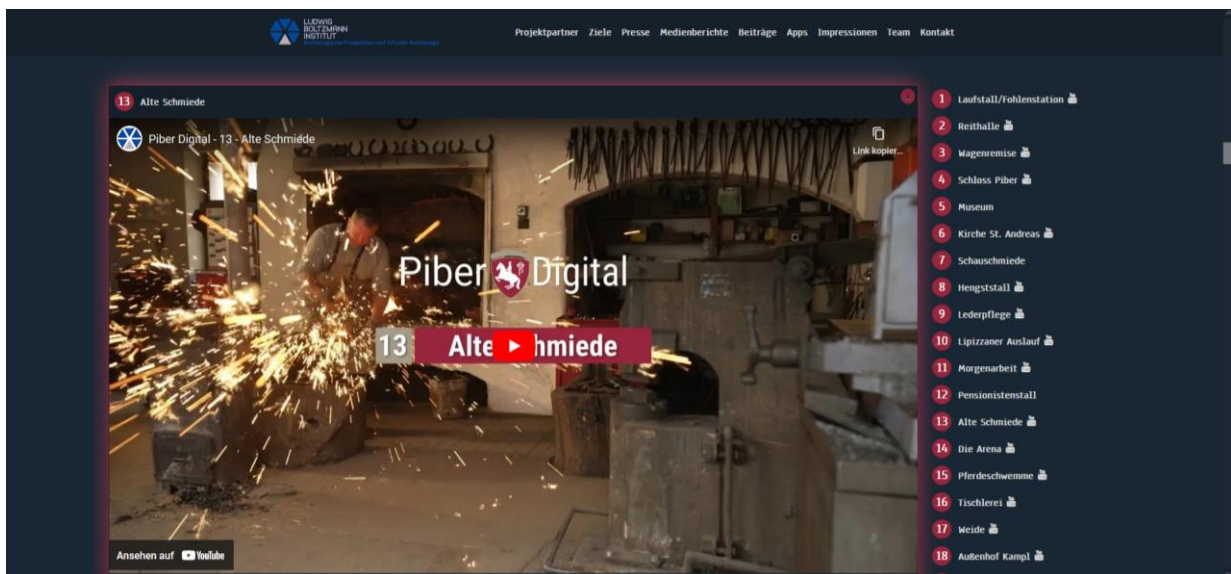 LUDWIG
BOLTZMANN
INSTITUT
Projektpartner Ziele Presse Medienberichte Beiträge Apps Impressionen Team Kontakt
13 Alte Schmiede
Piber Digital - 13 - Alte Schmiede
Link kopier...
Piber Digital
13 Alte hmiede
Ansehen auf YouTube
1 Laufstall/Fohlenstation
2 Reithalle
3 Wagenremise
4 Schloss Piber
5 Museum
6 Kirche St. Andreas
7 Schauschmiede
8 Hengststall
9 Lederpflege
10 Lipizzaner Auslauf
11 Morgenarbeit
12 Pensionistenstall
13 Alte Schmiede
14 Die Arena
15 Pferdeschwemme
16 Tischlerei
17 Weide
18 Außenhof Kampl